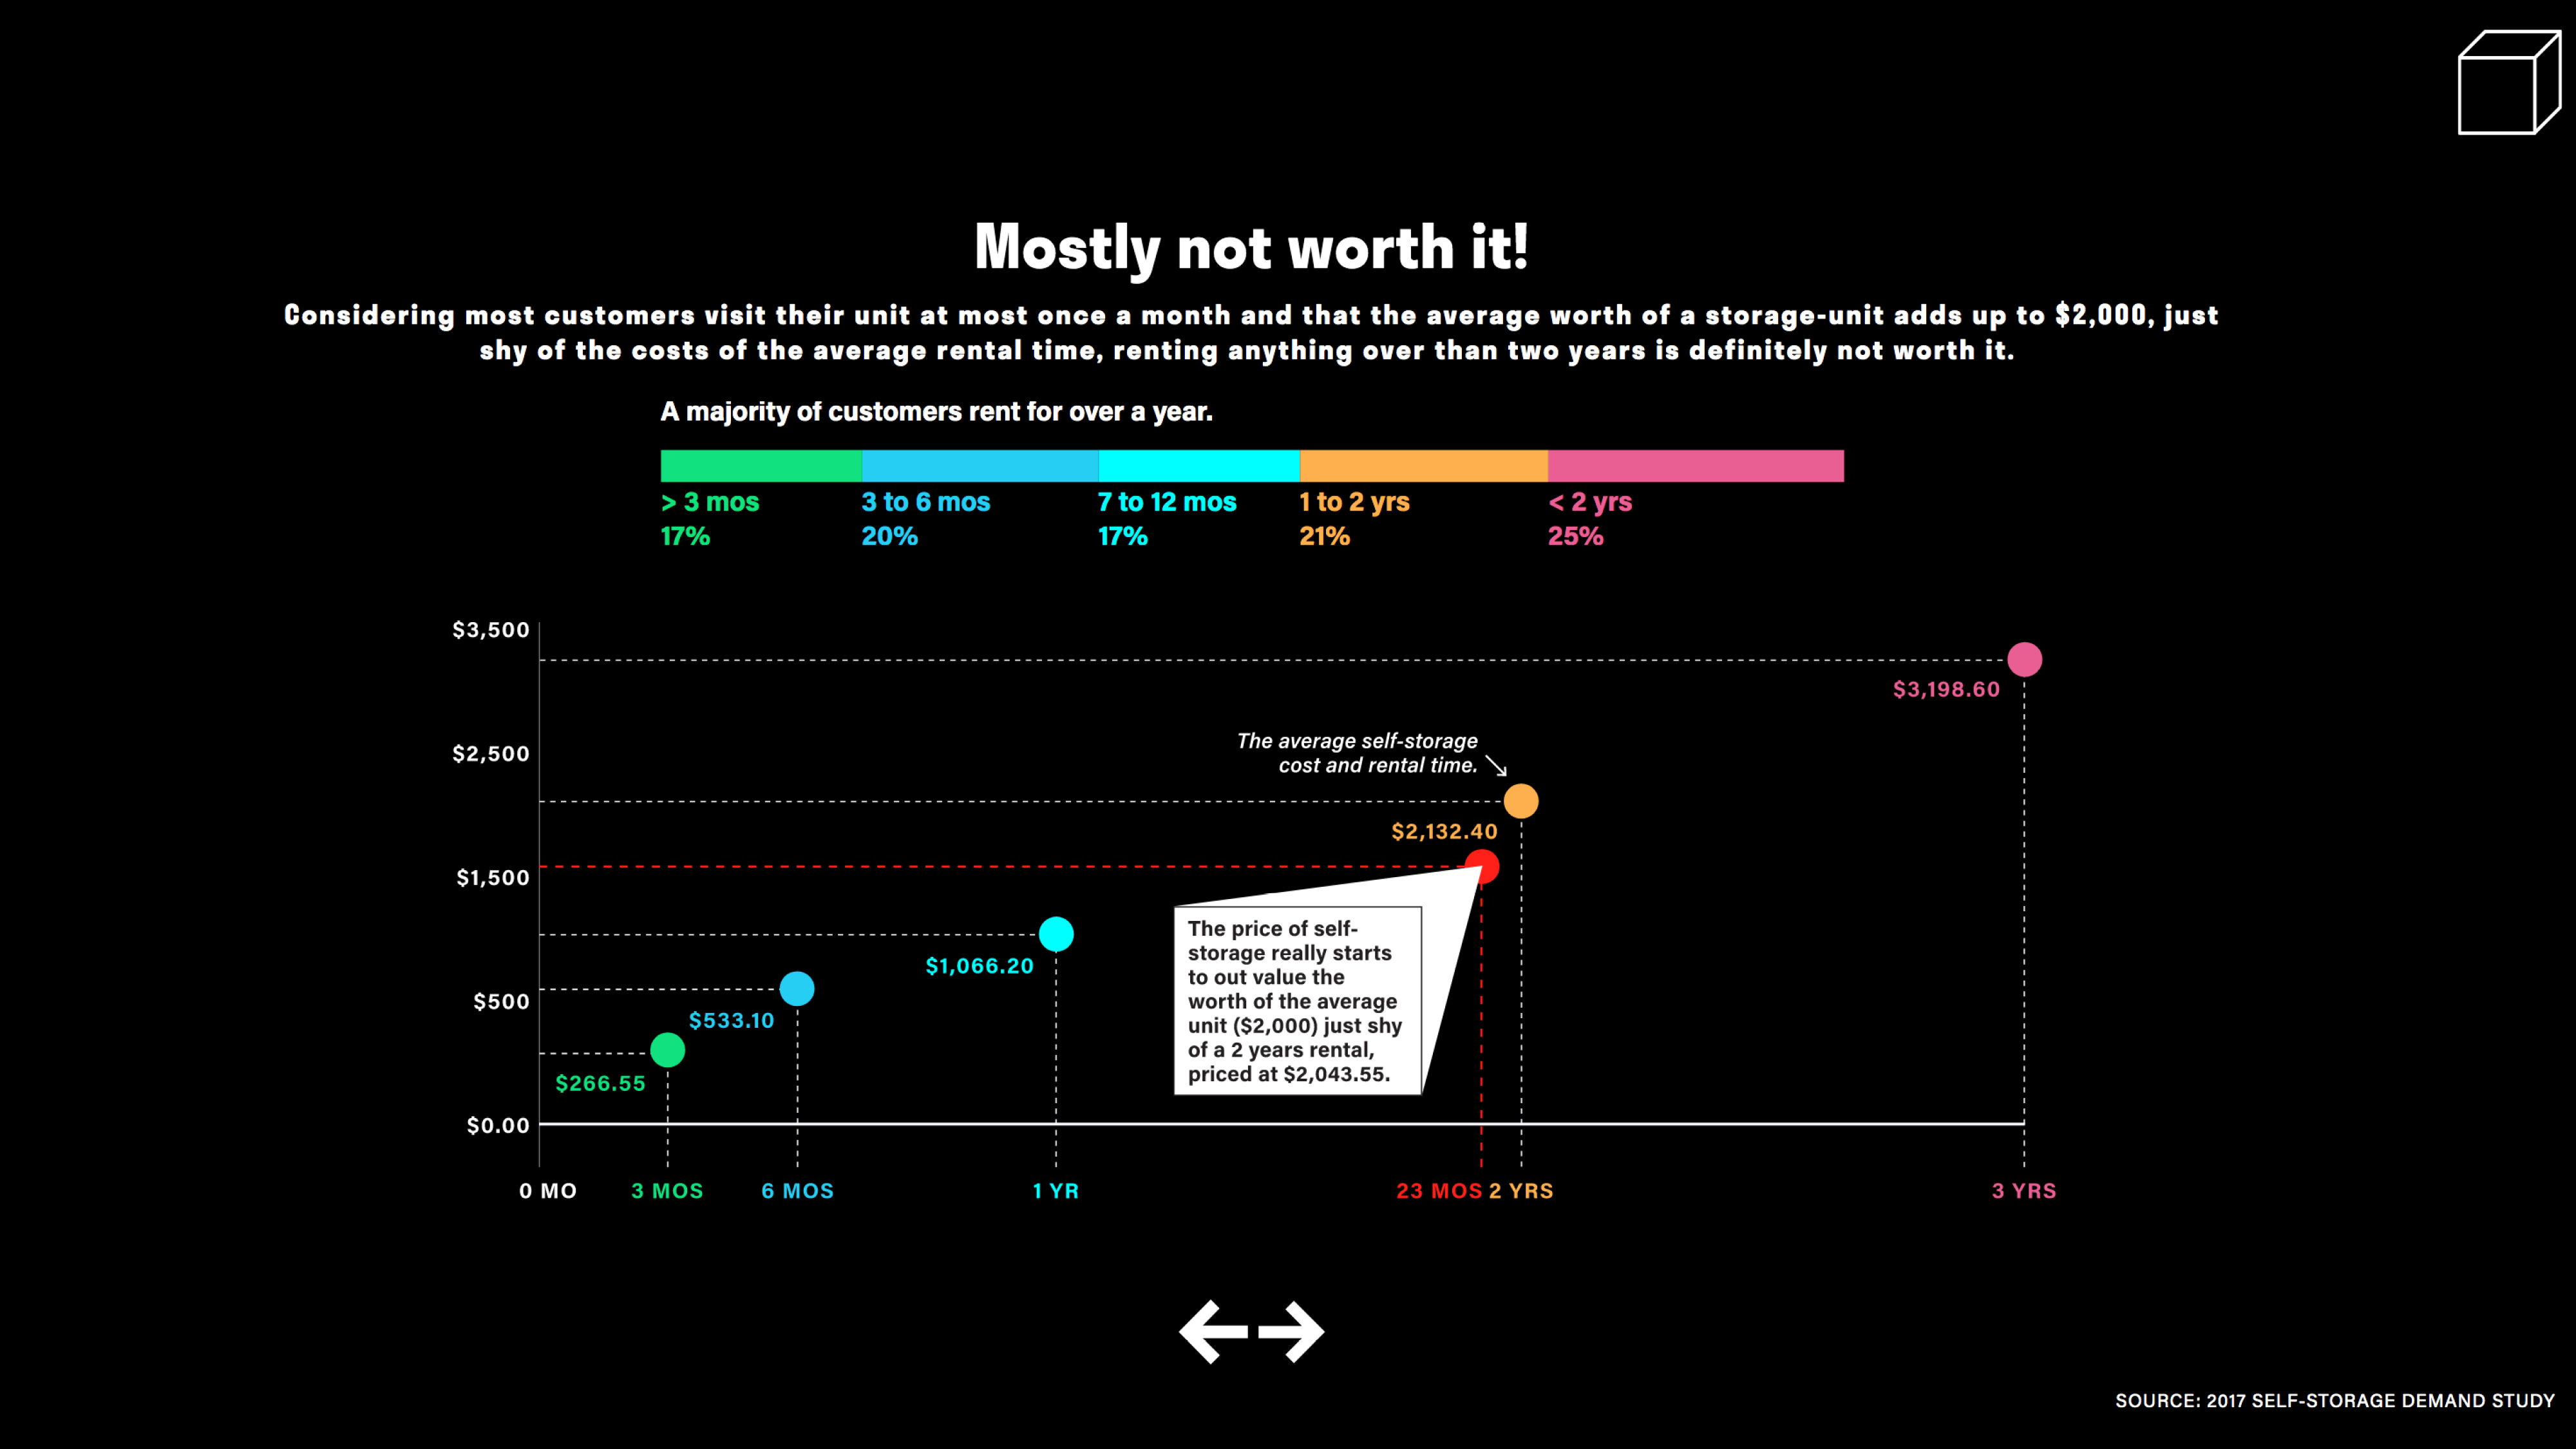 Mostly not worth it!
Considering most customers visit their unit at most once a month and that the average worth of a storage-unit adds up to $2,000, just
shy of the costs of the average rental time, renting anything over than two years is definitely not worth it.
A majority of customers rent for over a year.
> 3 mos
17%
3 to 6 mos
20%
7 to 12 mos
17%
1 to 2 yrs
21%
< 2 yrs
25%
$3,500
$3,198.60
$2,500
The average self-storage
cost and rental time.
$2,132.40
$1,500
The price of self-
storage really starts
to out value the
worth of the average
unit ($2,000) just shy
of a 2 years rental,
priced at $2,043.55.
$1,066.20
$500
$533.10
$266.55
$0.00
0 MO
3 MOS
6 MOS
1 YR
23 MOS
2 YRS
3 YRS
SOURCE: 2017 SELF-STORAGE DEMAND STUDY